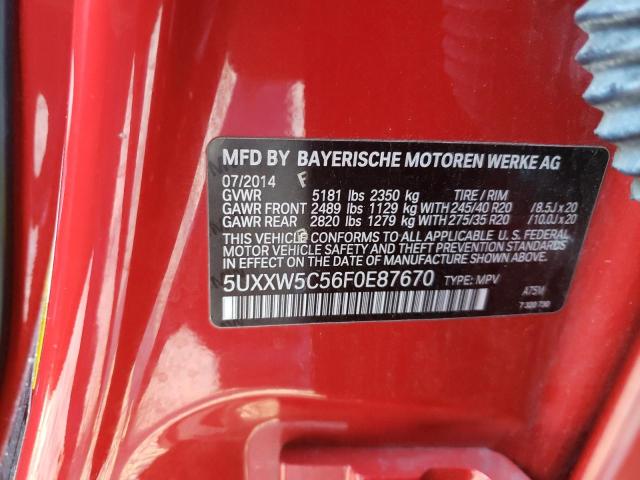 MFD BY BAYERISCHE MOTOREN WERKE AG
07/2014 F
GVWR 5181 lbs 2350 kg TIRE / RIM
GAWR FRONT 2489 lbs 1129 kg WITH 245/40 R20 / 8.5J x 20
GAWR REAR 2820 lbs 1279 kg WITH 275/35 R20 / 10.0J x 20
THIS VEHICLE CONFORMS TO ALL APPLICABLE U. S. FEDERAL
MOTOR VEHICLE SAFETY, BUMPER, AND THEFT PREVENTION
STANDARDS IN EFFECT ON THE DATE OF MANUFACTURE SHOWN ABOVE.
5UXXW5C56F0E87670 TYPE: MPV